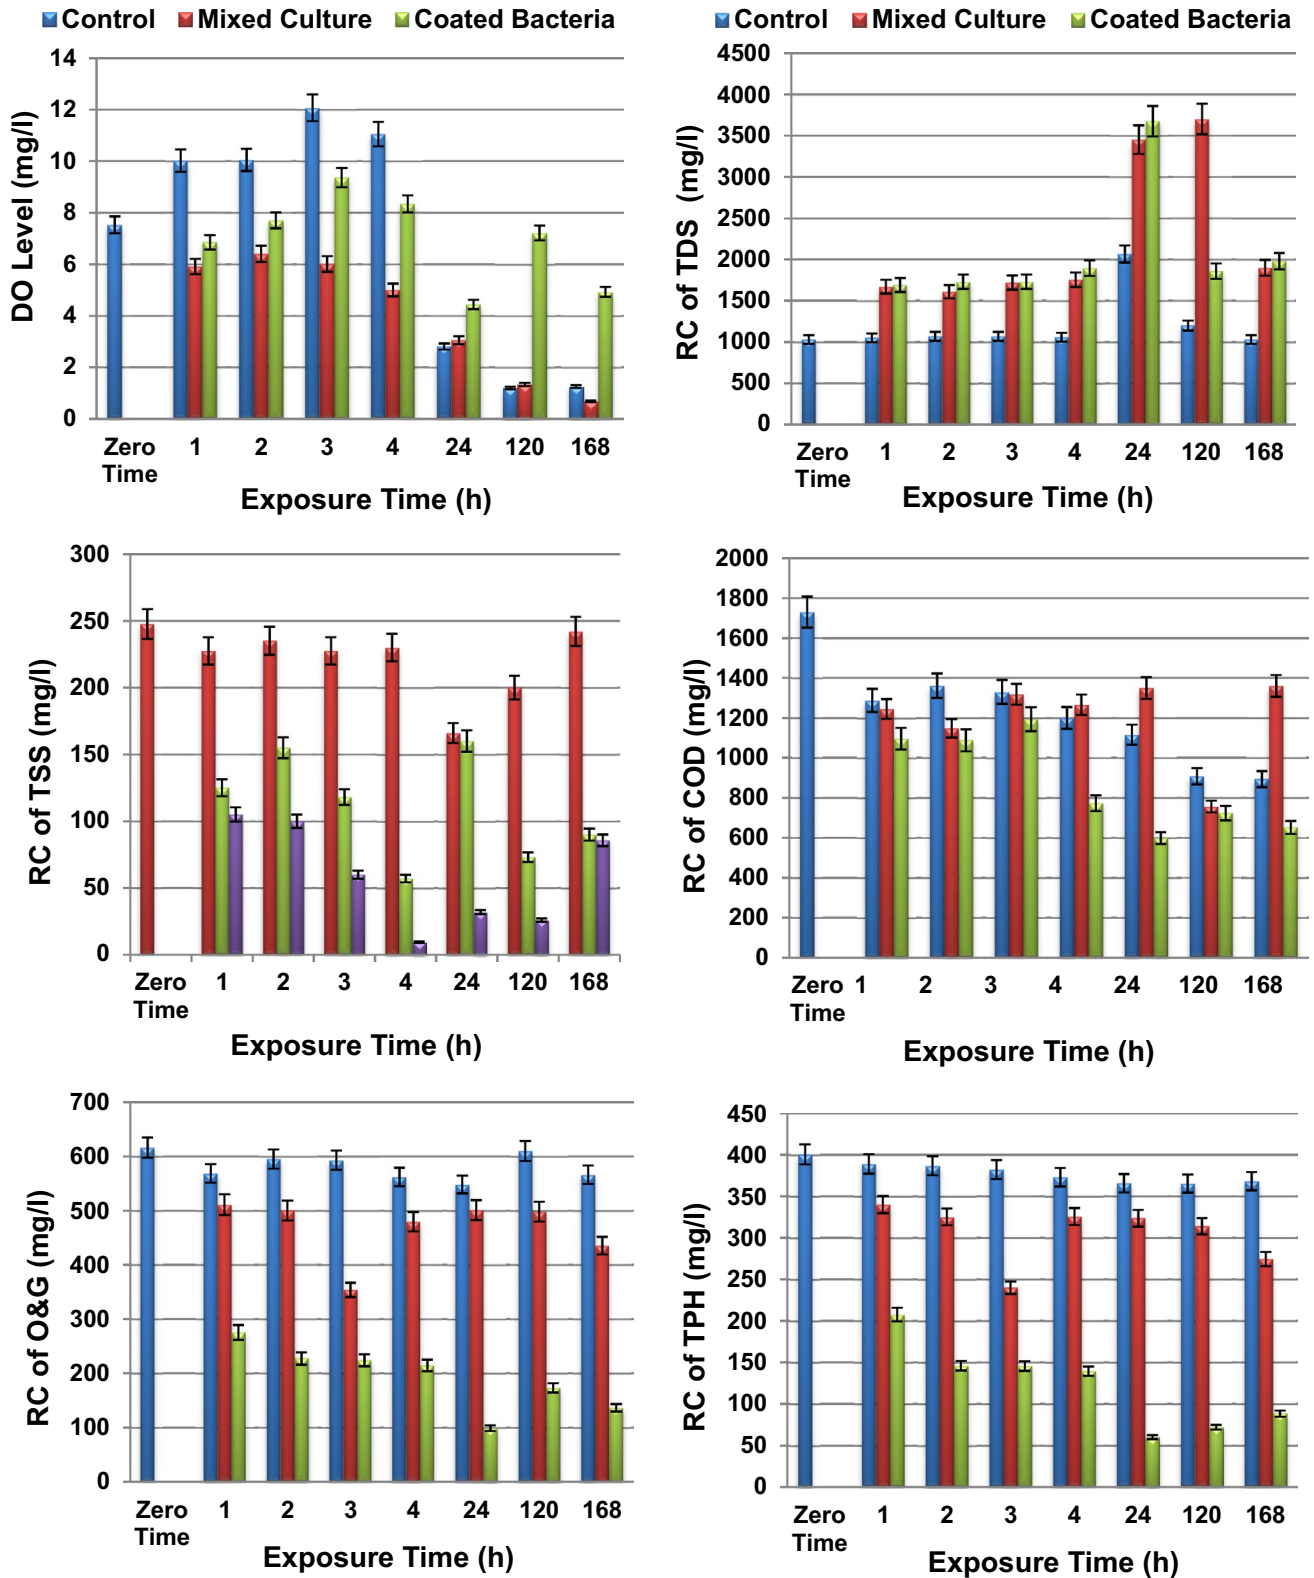 Control Mixed Culture Coated Bacteria
DO Level (mg/l)
14
12
10
8
6
4
2
0
Zero Time 1 2 3 4 24 120 168
Exposure Time (h)
Control Mixed Culture Coated Bacteria
RC of TDS (mg/l)
4500
4000
3500
3000
2500
2000
1500
1000
500
0
Zero Time 1 2 3 4 24 120 168
Exposure Time (h)
RC of TSS (mg/l)
300
250
200
150
100
50
0
Zero Time 1 2 3 4 24 120 168
Exposure Time (h)
RC of COD (mg/l)
2000
1800
1600
1400
1200
1000
800
600
400
200
0
Zero Time 1 2 3 4 24 120 168
Exposure Time (h)
RC of O&G (mg/l)
700
600
500
400
300
200
100
0
Zero Time 1 2 3 4 24 120 168
Exposure Time (h)
RC of TPH (mg/l)
450
400
350
300
250
200
150
100
50
0
Zero Time 1 2 3 4 24 120 168
Exposure Time (h)